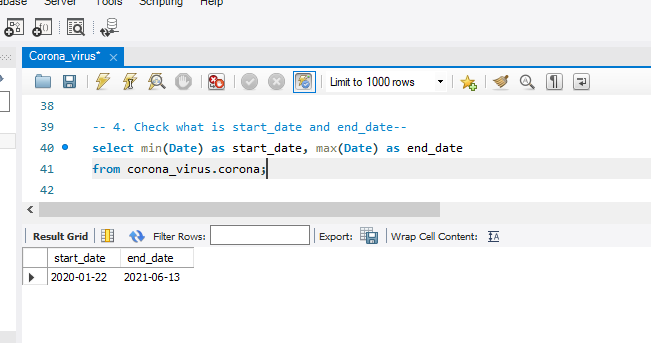 Server Tools Scripting Help
Corona_virus*
Limit to 1000 rows
38
39 -- 4. Check what is start_date and end_date--
40 select min(Date) as start_date, max(Date) as end_date
41 from corona_virus.corona;
42
Result Grid Filter Rows: Export: Wrap Cell Content:
start_date end_date
2020-01-22 2021-06-13